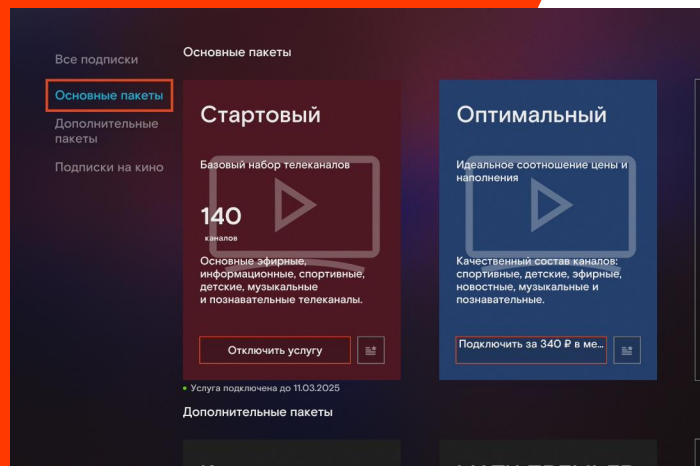 Все подписки
Основные пакеты
Дополнительные
пакеты
Подписки на кино
Основные пакеты
Стартовый
Базовый набор телеканалов
140
каналов
Основные эфирные,
информационные, спортивные,
детские, музыкальные
и познавательные телеканалы.
Отключить услугу
Услуга подключена до 11.03.2025
Оптимальный
Идеальное соотношение цены и
наполнения
Качественный состав каналов:
спортивные, детские, эфирные,
новостные, музыкальные и
познавательные.
Подключить за 340 ₽ в ме...
Дополнительные пакеты